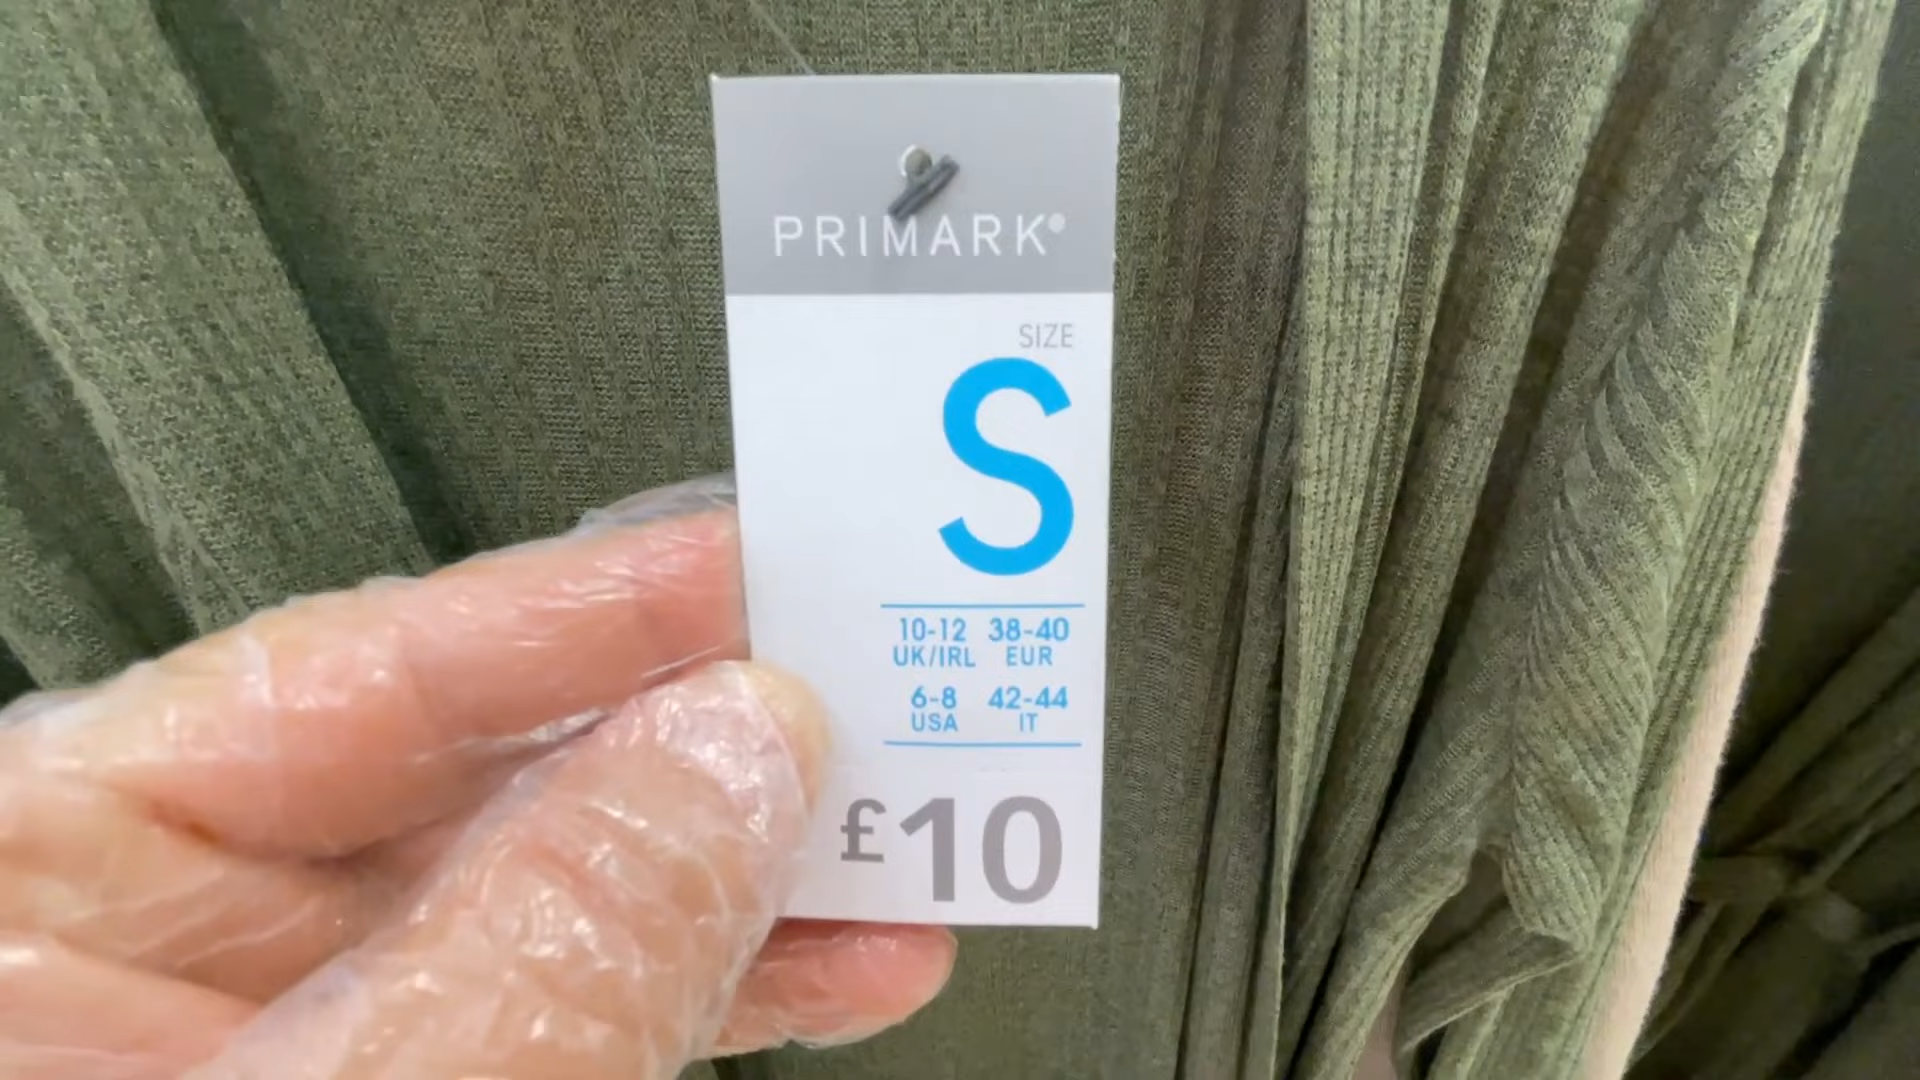 PRIMARK®
SIZE
S
10-12 38-40
UK/IRL EUR
6-8 42-44
USA IT
£10